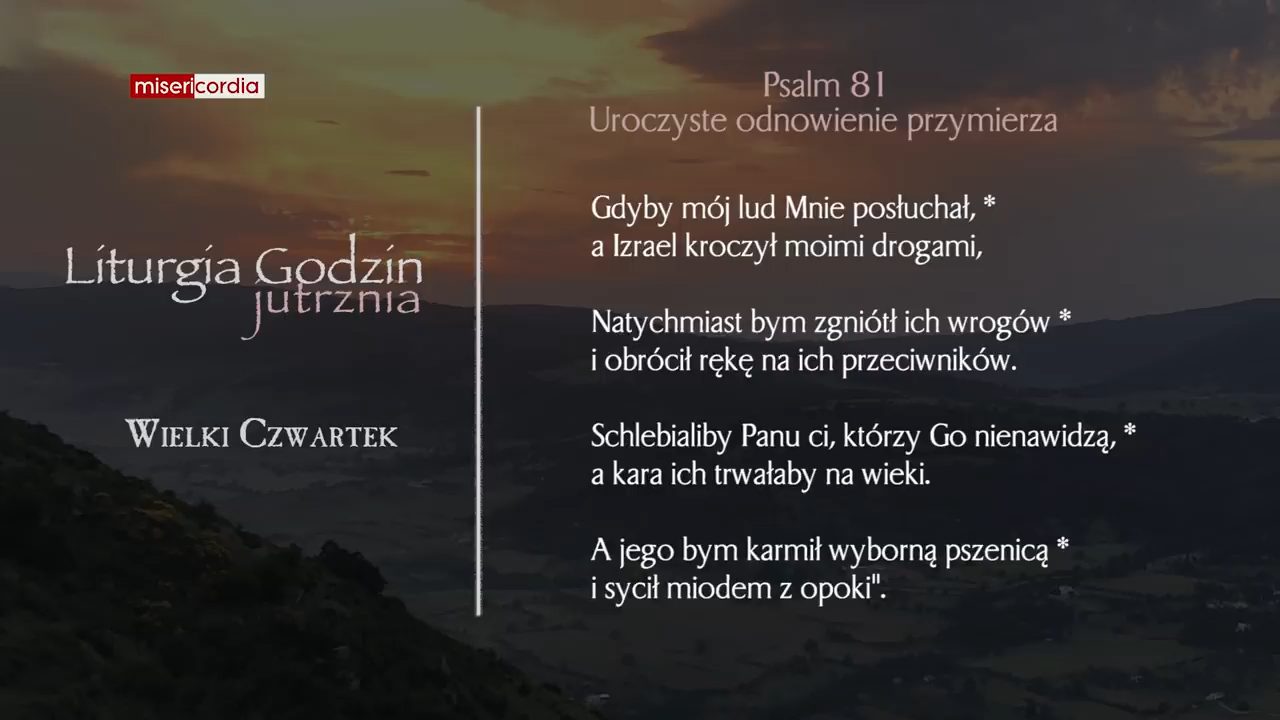 misericordia
Liturgia Godzin
jutrznia
Wielki Czwartek
Psalm 81
Uroczyste odnowienie przymierza
Gdyby mój lud Mnie posłuchał, *
a Izrael kroczył moimi drogami,
Natychmiast bym zgniótł ich wrogów *
i obrócił rękę na ich przeciwników.
Schlebialiby Panu ci, którzy Go nienawidzą, *
a kara ich trwałaby na wieki.
A jego bym karmił wyborną pszenicą *
i sycił miodem z opoki".